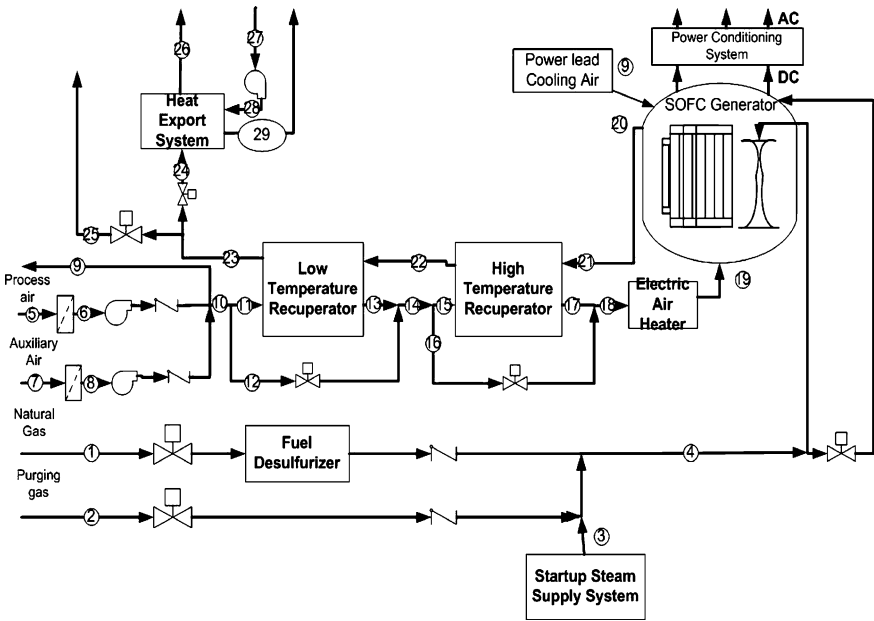 AC
Power Conditioning
System
DC
26
27
Power lead
Cooling Air
9
28
Heat
Export
System
29
SOFC Generator
20
24
25
23
22
21
9
Low
Temperature
Recuperator
High
Temperature
Recuperator
Electric
Air
Heater
19
Process
air
5
6
10
11
13
14
15
17
18
16
Auxiliary
Air
7
8
12
Natural
Gas
1
Fuel
Desulfurizer
4
Purging
gas
2
3
Startup Steam
Supply System